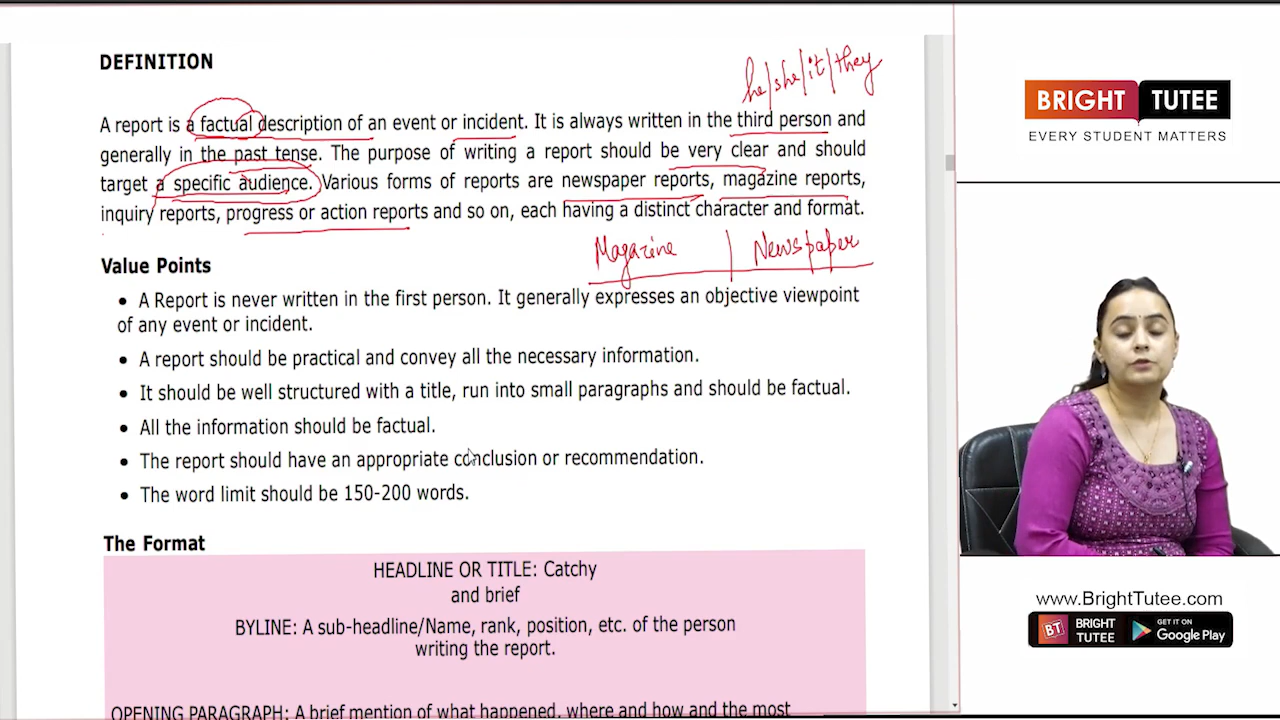 DEFINITION
he/she/it/they
A report is a factual description of an event or incident. It is always written in the third person and
generally in the past tense. The purpose of writing a report should be very clear and should
target a specific audience. Various forms of reports are newspaper reports, magazine reports,
inquiry reports, progress or action reports and so on, each having a distinct character and format.
Magazine | Newspaper
Value Points
• A Report is never written in the first person. It generally expresses an objective viewpoint
of any event or incident.
• A report should be practical and convey all the necessary information.
• It should be well structured with a title, run into small paragraphs and should be factual.
• All the information should be factual.
• The report should have an appropriate conclusion or recommendation.
• The word limit should be 150-200 words.
The Format
HEADLINE OR TITLE: Catchy
and brief
BYLINE: A sub-headline/Name, rank, position, etc. of the person
writing the report.
OPENING PARAGRAPH: A brief mention of what happened, where and how and the most
BRIGHT TUTEE
EVERY STUDENT MATTERS
www.BrightTutee.com
BT BRIGHT TUTEE
GET IT ON
Google Play